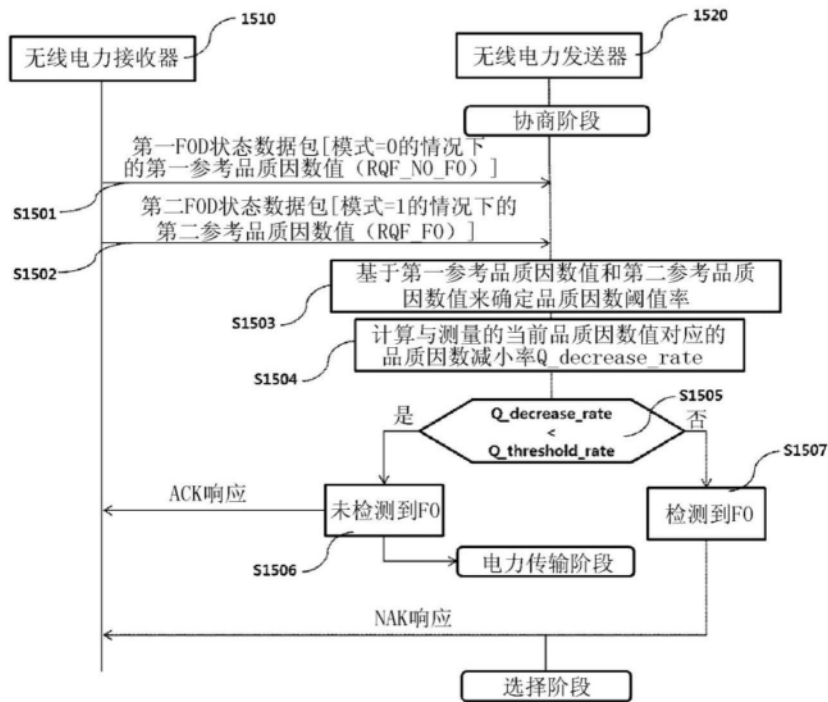 1510
1520
无线电力接收器
无线电力发送器
协商阶段
第一FOD状态数据包[模式=0的情况下
的第一参考品质因数值（RQF_NO_FO）]
S1501
第二FOD状态数据包[模式=1的情况下的
第二参考品质因数值（RQF_FO）]
S1502
基于第一参考品质因数值和第二参考品质
因数值来确定品质因数阈值率
S1503
计算与测量的当前品质因数值对应的
品质因数减小率Q_decrease_rate
S1504
S1505
是
Q_decrease_rate
<
Q_threshold_rate
否
S1507
ACK响应
未检测到FO
检测到FO
S1506
电力传输阶段
NAK响应
选择阶段